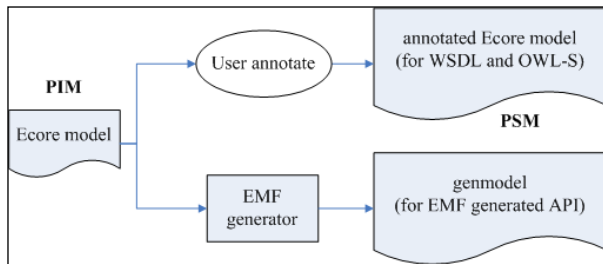 PIM
Ecore model
User annotate
annotated Ecore model
(for WSDL and OWL-S)
PSM
EMF
generator
genmodel
(for EMF generated API)